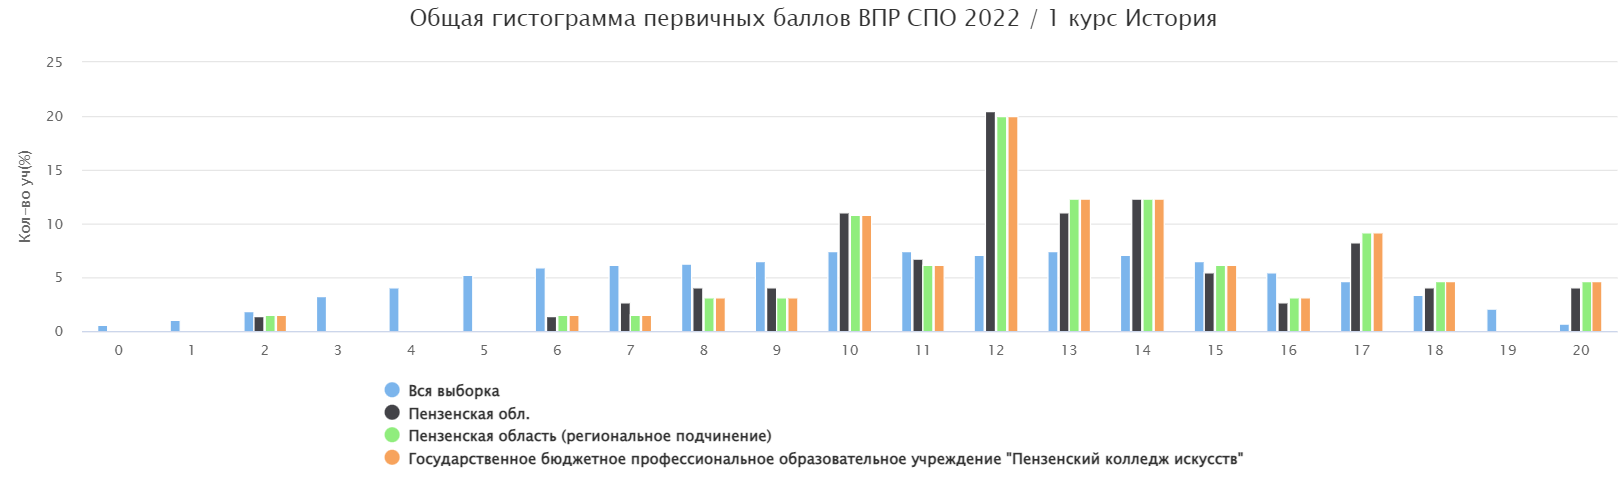 Общая гистограмма первичных баллов ВПР СПО 2022 / 1 курс История
Кол-во уч(%)
25
20
15
10
5
0
0 1 2 3 4 5 6 7 8 9 10 11 12 13 14 15 16 17 18 19 20
Вся выборка
Пензенская обл.
Пензенская область (региональное подчинение)
Государственное бюджетное профессиональное образовательное учреждение "Пензенский колледж искусств"